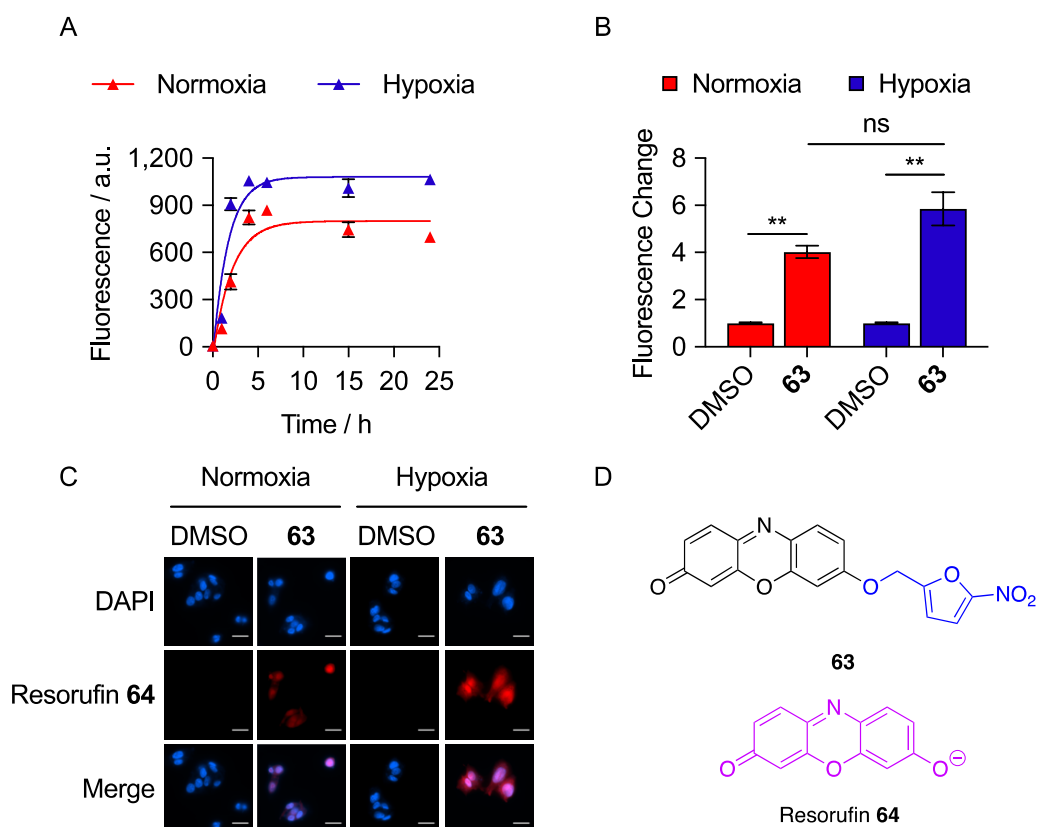 A
Normoxia
Hypoxia
Fluorescence / a.u.
1,200
900
600
300
0
0
5
10
15
20
25
Time / h
B
Normoxia
Hypoxia
ns
**
**
Fluorescence Change
8
6
4
2
0
DMSO
63
DMSO
63
C
Normoxia
Hypoxia
DMSO
63
DMSO
63
DAPI
Resorufin 64
Merge
D
N
O
O
O
O
NO2
63
N
O
O
O⊖
Resorufin 64